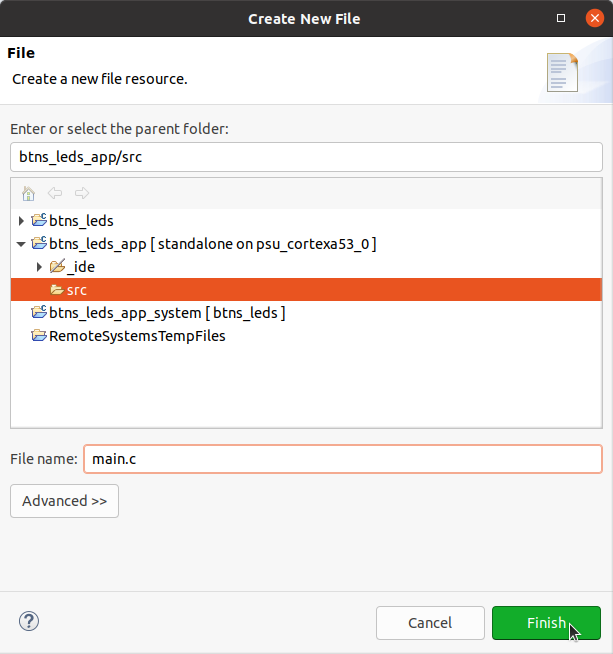 Create New File
File
Create a new file resource.
Enter or select the parent folder:
btns_leds_app/src
btns_leds
btns_leds_app [ standalone on psu_cortexa53_0 ]
_ide
src
btns_leds_app_system [ btns_leds ]
RemoteSystemsTempFiles
File name: main.c
Advanced >>
? Cancel Finish